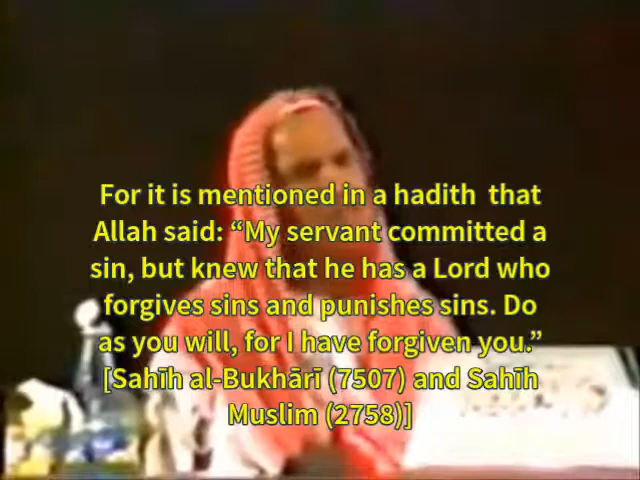 For it is mentioned in a hadith that
Allah said: “My servant committed a
sin, but knew that he has a Lord who
forgives sins and punishes sins. Do
as you will, for I have forgiven you.”
[Sahīh al-Bukhārī (7507) and Sahīh
Muslim (2758)]